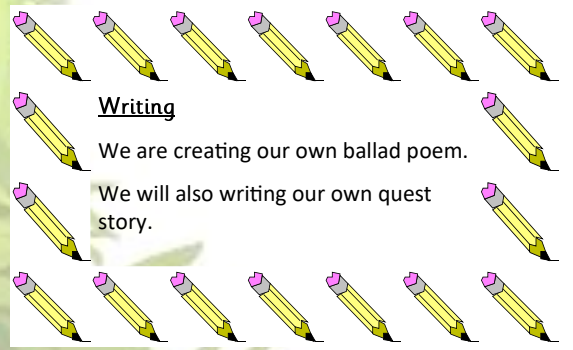 Writing
We are creating our own ballad poem.
We will also writing our own quest
story.